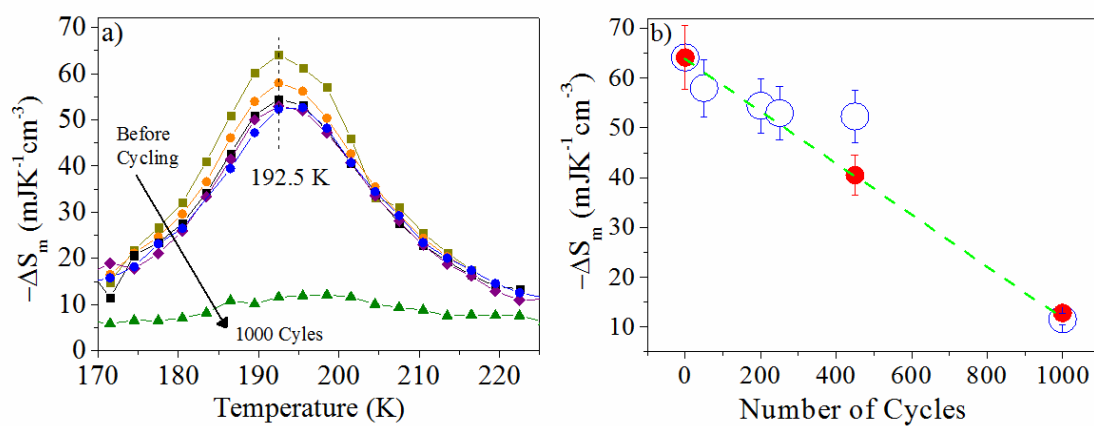 a)
70
60
50
40
30
20
10
0
−ΔSₘ (mJK⁻¹cm⁻³)
Before
Cycling
192.5 K
1000 Cyles
170 180 190 200 210 220
Temperature (K)
b)
70
60
50
40
30
20
10
−ΔSₘ (mJK⁻¹cm⁻³)
0 200 400 600 800 1000
Number of Cycles